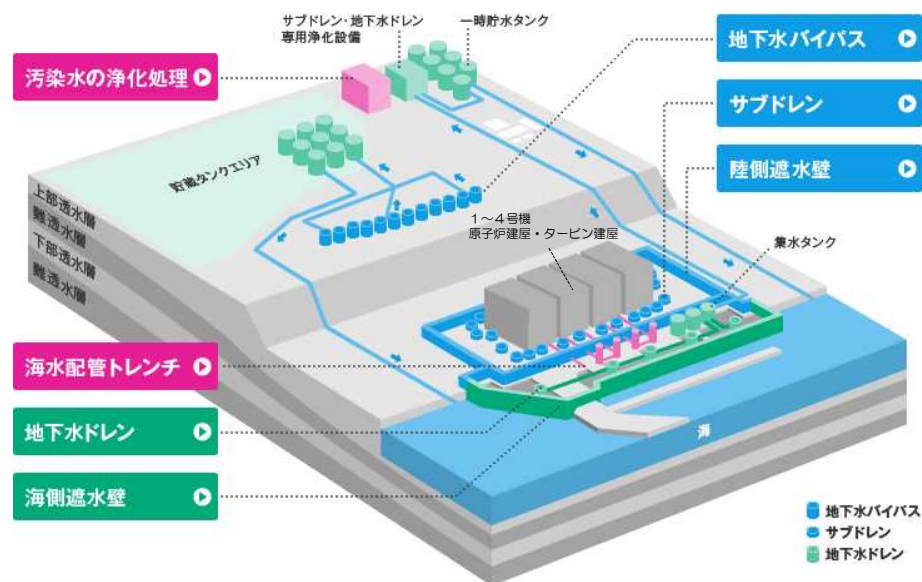 サブドレン・地下水ドレン
専用浄化設備
一時貯水タンク
地下水バイパス
汚染水の浄化処理
サブドレン
貯蔵タンクエリア
陸側遮水壁
上部透水層
難透水層
下部透水層
難透水層
1～4号機
原子炉建屋・タービン建屋
集水タンク
海水配管トレンチ
地下水ドレン
海
海側遮水壁
地下水バイパス
サブドレン
地下水ドレン